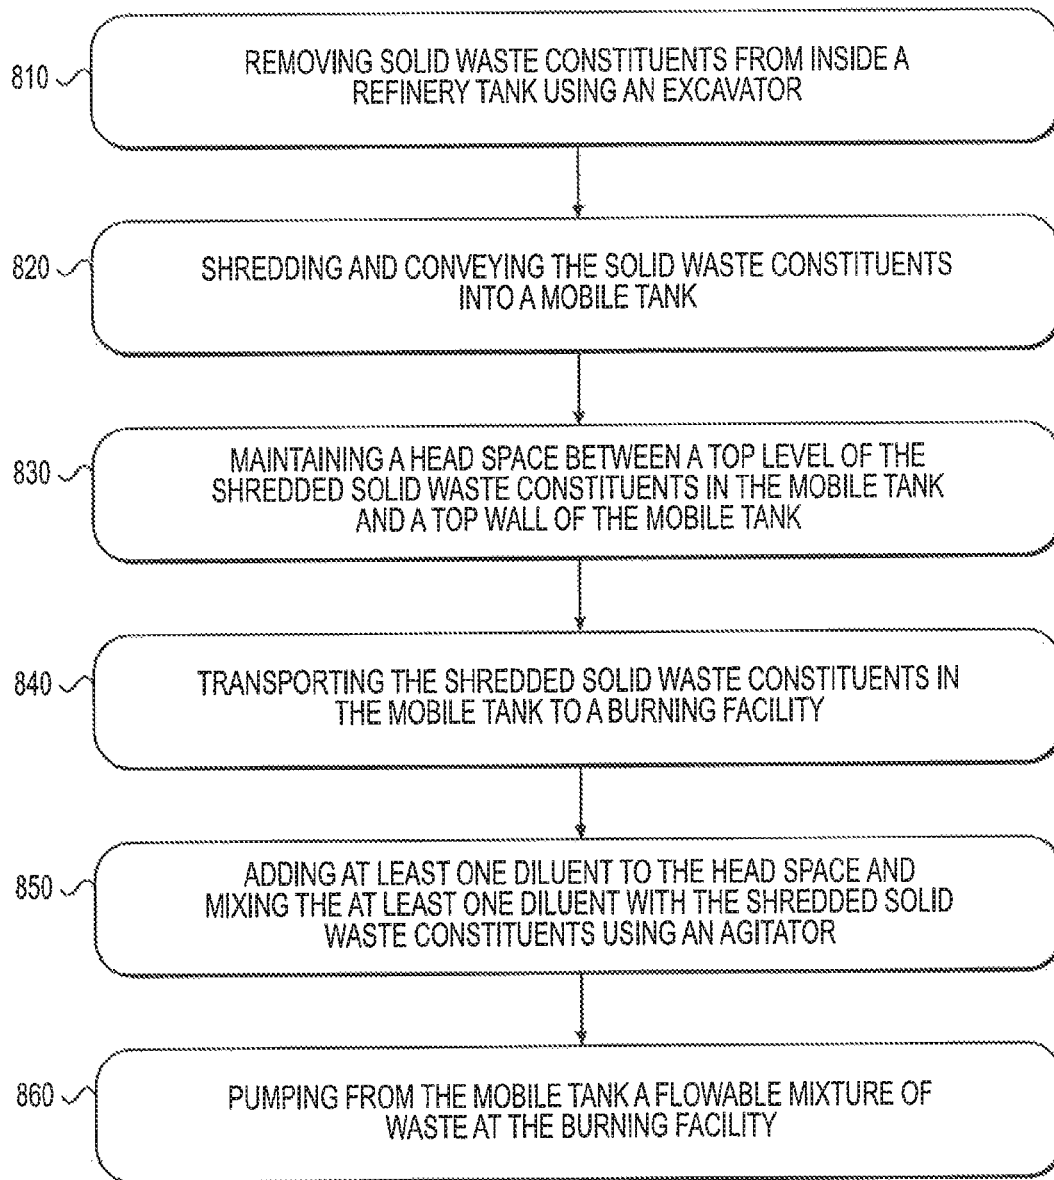 810
REMOVING SOLID WASTE CONSTITUENTS FROM INSIDE A
REFINERY TANK USING AN EXCAVATOR
820
SHREDDING AND CONVEYING THE SOLID WASTE CONSTITUENTS
INTO A MOBILE TANK
830
MAINTAINING A HEAD SPACE BETWEEN A TOP LEVEL OF THE
SHREDDED SOLID WASTE CONSTITUENTS IN THE MOBILE TANK
AND A TOP WALL OF THE MOBILE TANK
840
TRANSPORTING THE SHREDDED SOLID WASTE CONSTITUENTS IN
THE MOBILE TANK TO A BURNING FACILITY
850
ADDING AT LEAST ONE DILUENT TO THE HEAD SPACE AND
MIXING THE AT LEAST ONE DILUENT WITH THE SHREDDED SOLID
WASTE CONSTITUENTS USING AN AGITATOR
860
PUMPING FROM THE MOBILE TANK A FLOWABLE MIXTURE OF
WASTE AT THE BURNING FACILITY